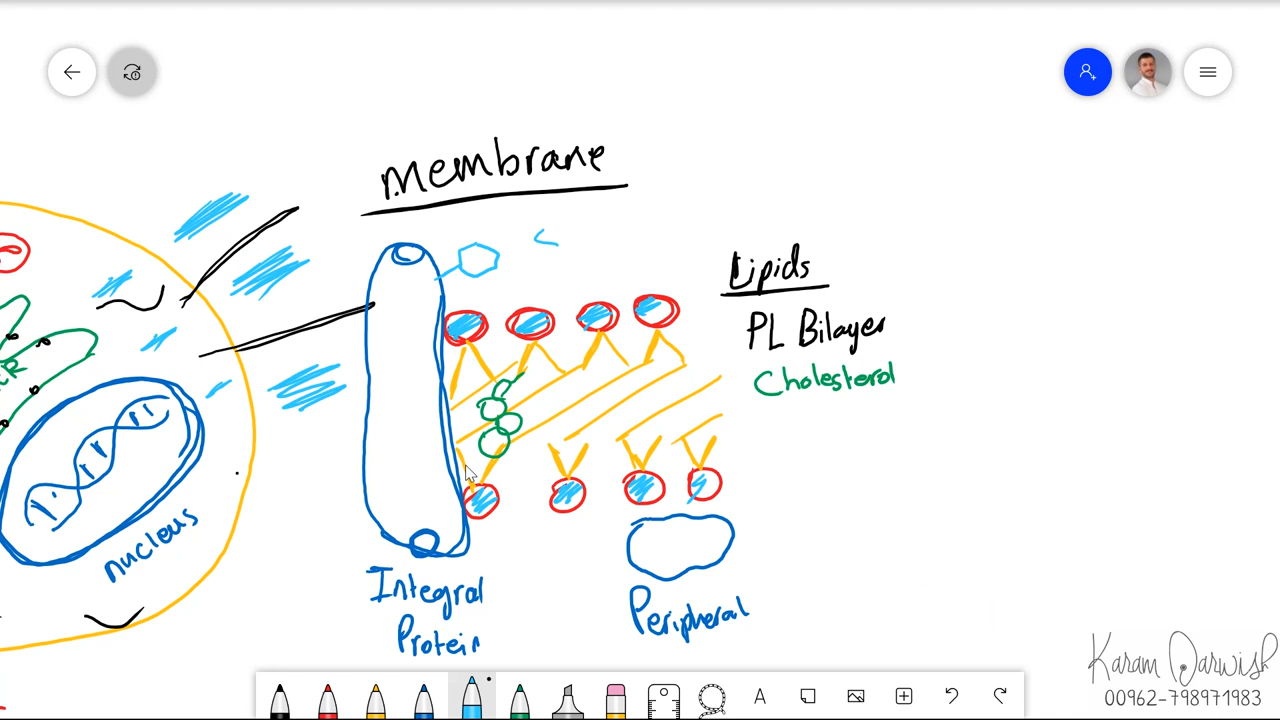 membrane
Lipids
PL Bilayer
Cholesterol
nucleus
Integral
Protein
Peripheral
A
Karam Darwish
00962-798971983